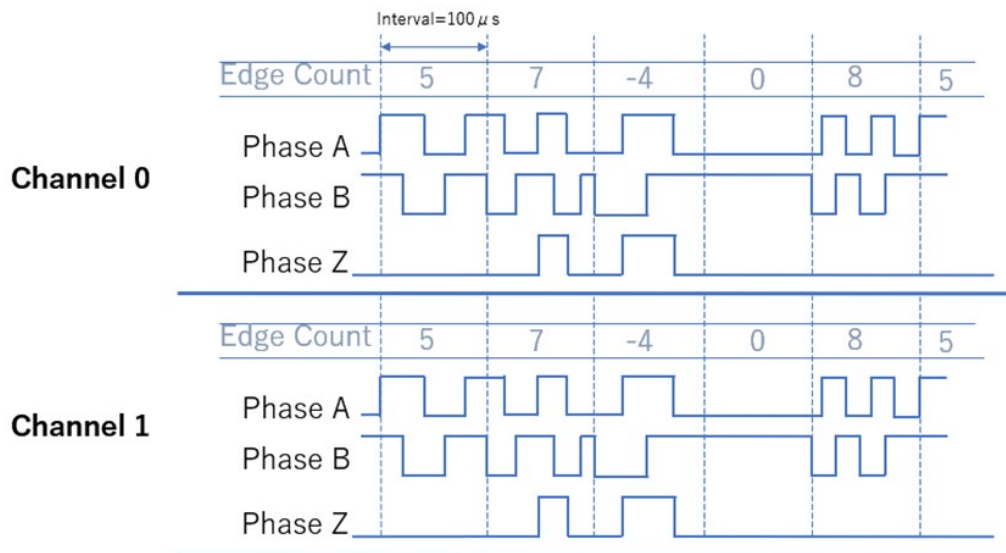 Interval=100μs
Edge Count 5 7 -4 0 8 5
Phase A
Channel 0
Phase B
Phase Z
Edge Count 5 7 -4 0 8 5
Phase A
Channel 1
Phase B
Phase Z